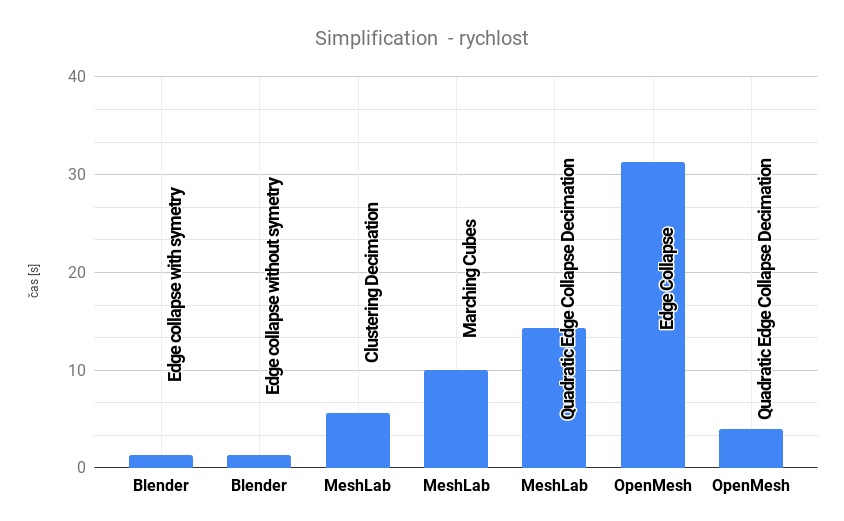 Simplification - rychlost
čas [s]
40
30
20
10
0
Edge collapse with symetry
Edge collapse without symetry
Clustering Decimation
Marching Cubes
Quadratic Edge Collapse Decimation
Edge Collapse
Quadratic Edge Collapse Decimation
Blender Blender MeshLab MeshLab MeshLab OpenMesh OpenMesh